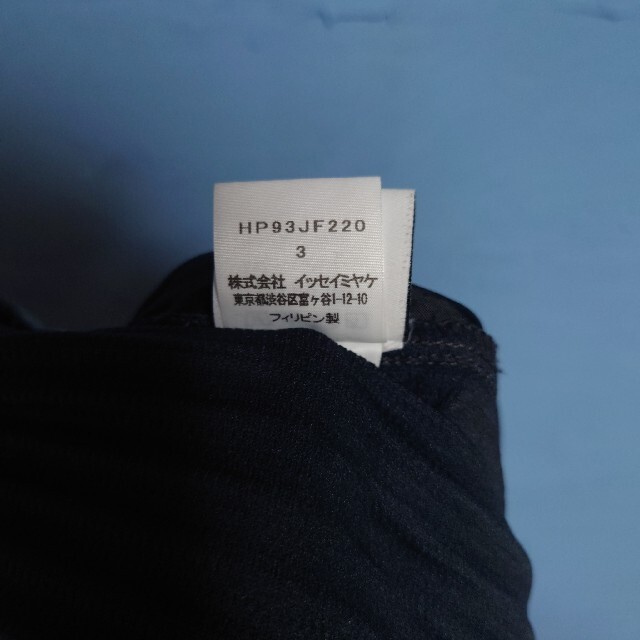 HP93JF220
3
株式会社 イッセイミヤケ
東京都渋谷区富ヶ谷1-12-10
フィリピン製